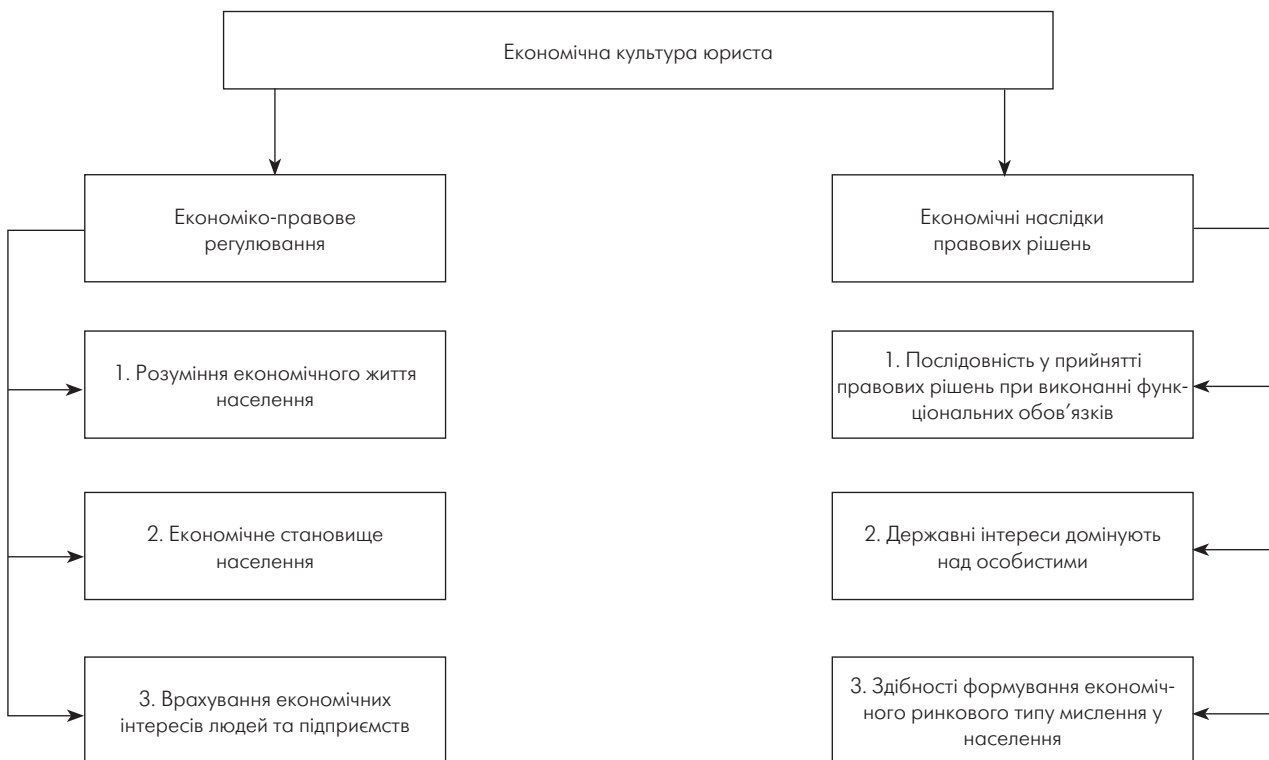 Економічна культура юриста
Економіко-правове
регулювання
1. Розуміння економічного життя
населення
2. Економічне становище
населення
3. Врахування економічних
інтересів людей та підприємств
Економічні наслідки
правових рішень
1. Послідовність у прийнятті
правових рішень при виконанні функ-
ціональних обов’язків
2. Державні інтереси домінують
над особистими
3. Здібності формування економіч-
ного ринкового типу мислення у
населення